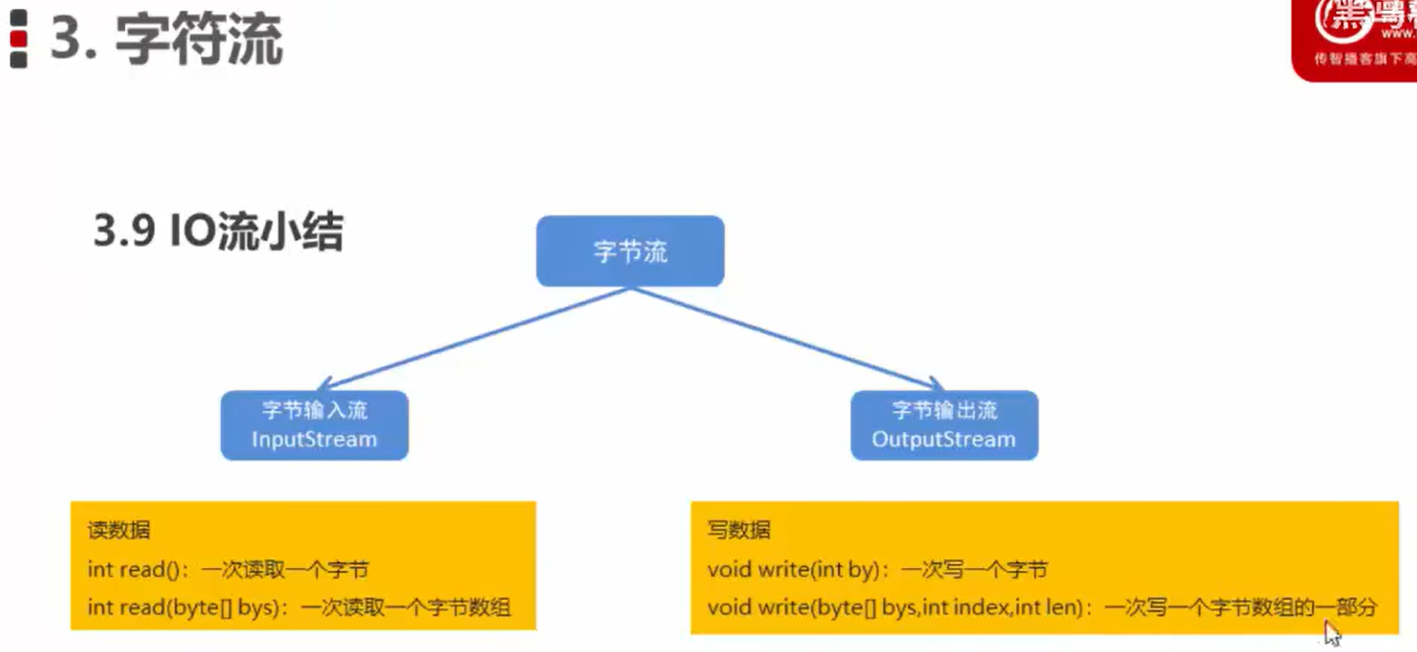 3. 字符流
www.
传智播客旗下高
3.9 IO流小结
字节流
字节输入流
InputStream
字节输出流
OutputStream
读数据
int read()：一次读取一个字节
int read(byte[] bys)：一次读取一个字节数组
写数据
void write(int by)：一次写一个字节
void write(byte[] bys,int index,int len)：一次写一个字节数组的一部分